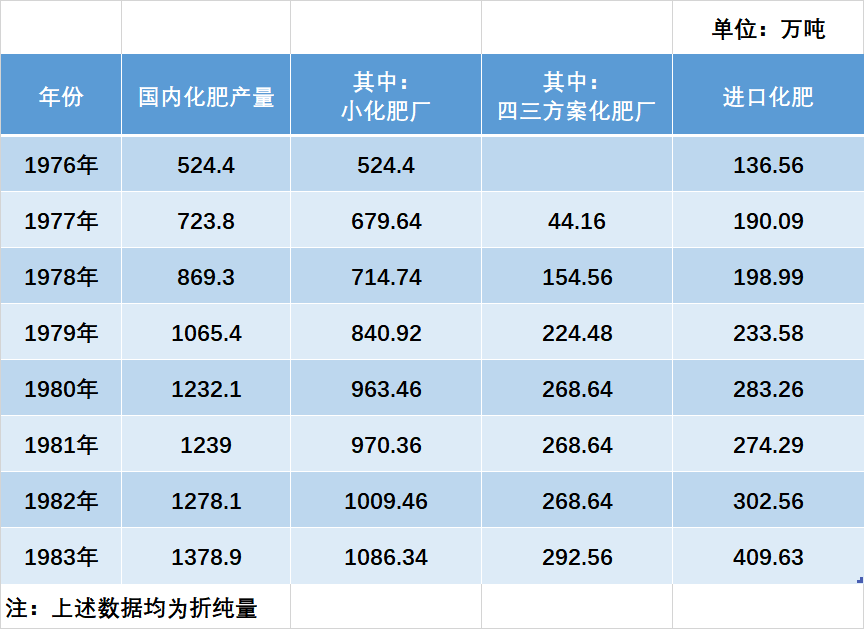 单位：万吨
年份 国内化肥产量 其中： 其中： 进口化肥
小化肥厂 四三方案化肥厂
1976年 524.4 524.4 136.56
1977年 723.8 679.64 44.16 190.09
1978年 869.3 714.74 154.56 198.99
1979年 1065.4 840.92 224.48 233.58
1980年 1232.1 963.46 268.64 283.26
1981年 1239 970.36 268.64 274.29
1982年 1278.1 1009.46 268.64 302.56
1983年 1378.9 1086.34 292.56 409.63
注：上述数据均为折纯量